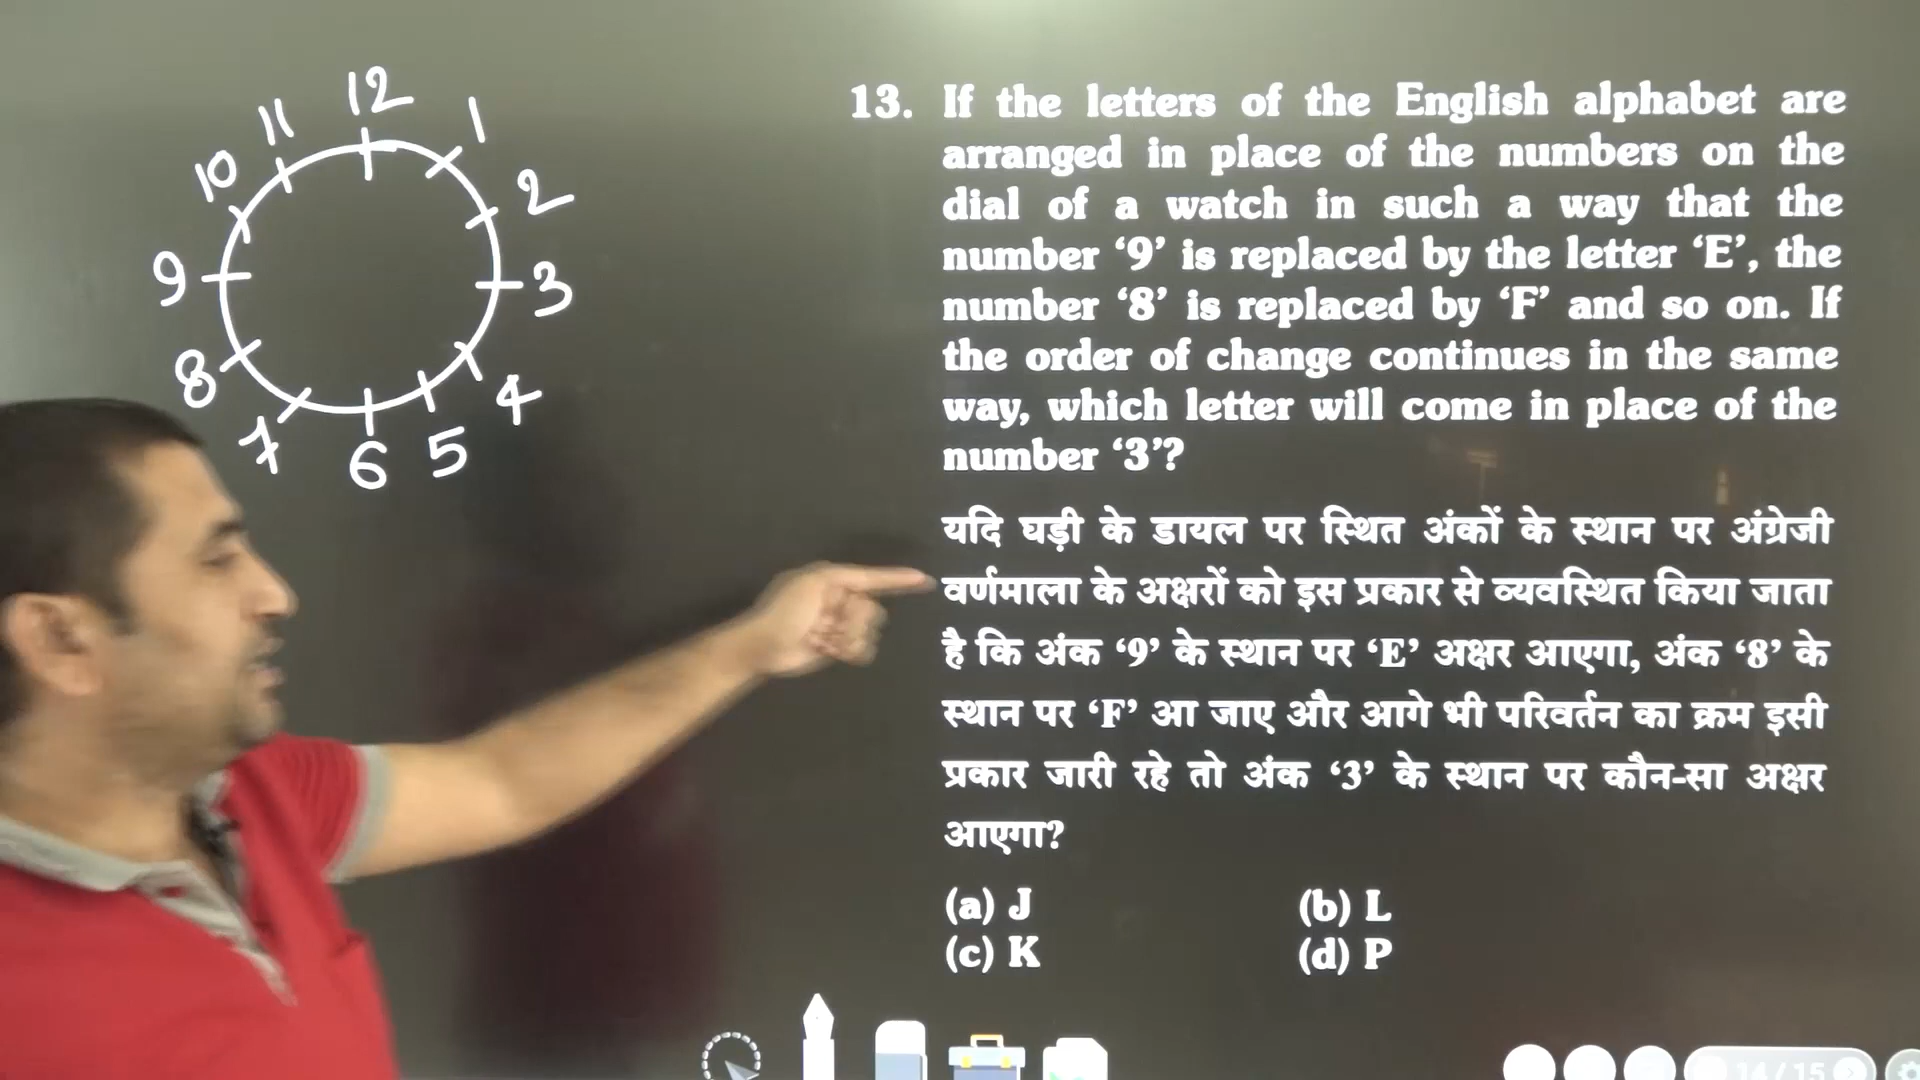 12
11
1
10
2
9
3
8
4
7
6
5
13. If the letters of the English alphabet are
arranged in place of the numbers on the
dial of a watch in such a way that the
number ‘9’ is replaced by the letter ‘E’, the
number ‘8’ is replaced by ‘F’ and so on. If
the order of change continues in the same
way, which letter will come in place of the
number ‘3’?
यदि घड़ी के डायल पर स्थित अंकों के स्थान पर अंग्रेजी
वर्णमाला के अक्षरों को इस प्रकार से व्यवस्थित किया जाता
है कि अंक ‘9’ के स्थान पर ‘E’ अक्षर आएगा, अंक ‘8’ के
स्थान पर ‘F’ आ जाए और आगे भी परिवर्तन का क्रम इसी
प्रकार जारी रहे तो अंक ‘3’ के स्थान पर कौन-सा अक्षर
आएगा?
(a) J (b) L
(c) K (d) P
14/15